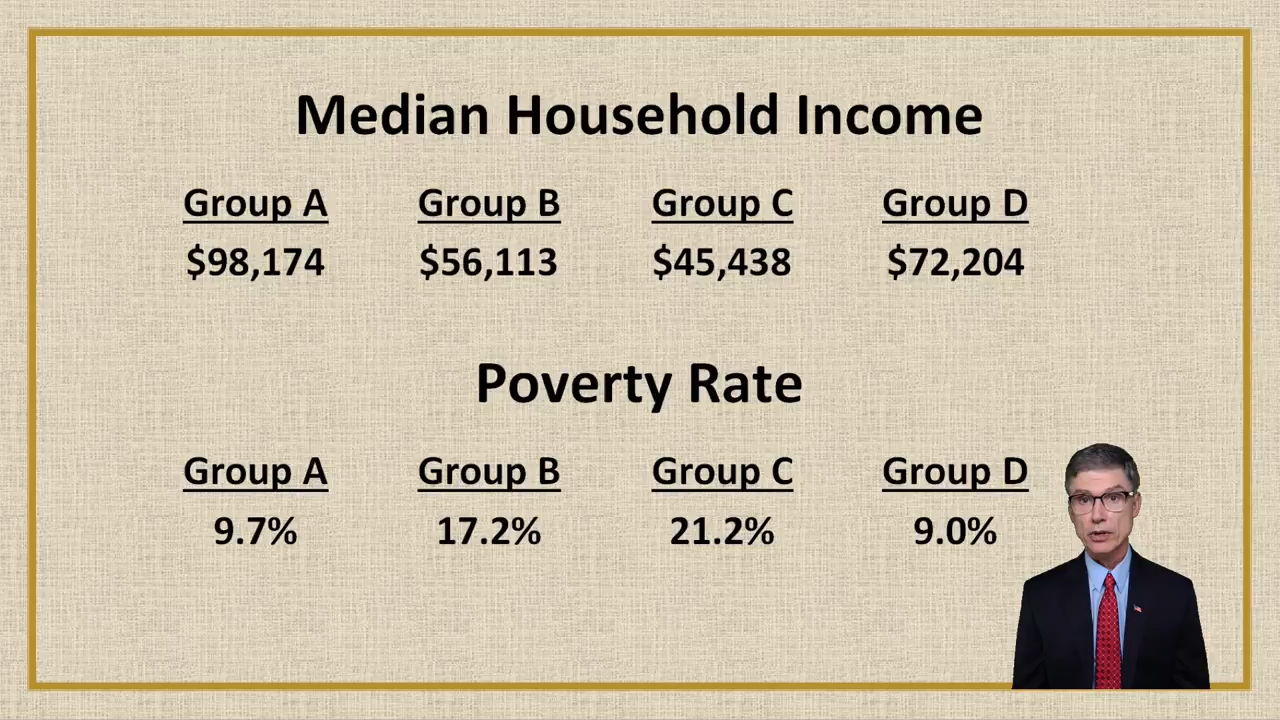 Median Household Income
Group A Group B Group C Group D
$98,174 $56,113 $45,438 $72,204
Poverty Rate
Group A Group B Group C Group D
9.7% 17.2% 21.2% 9.0%